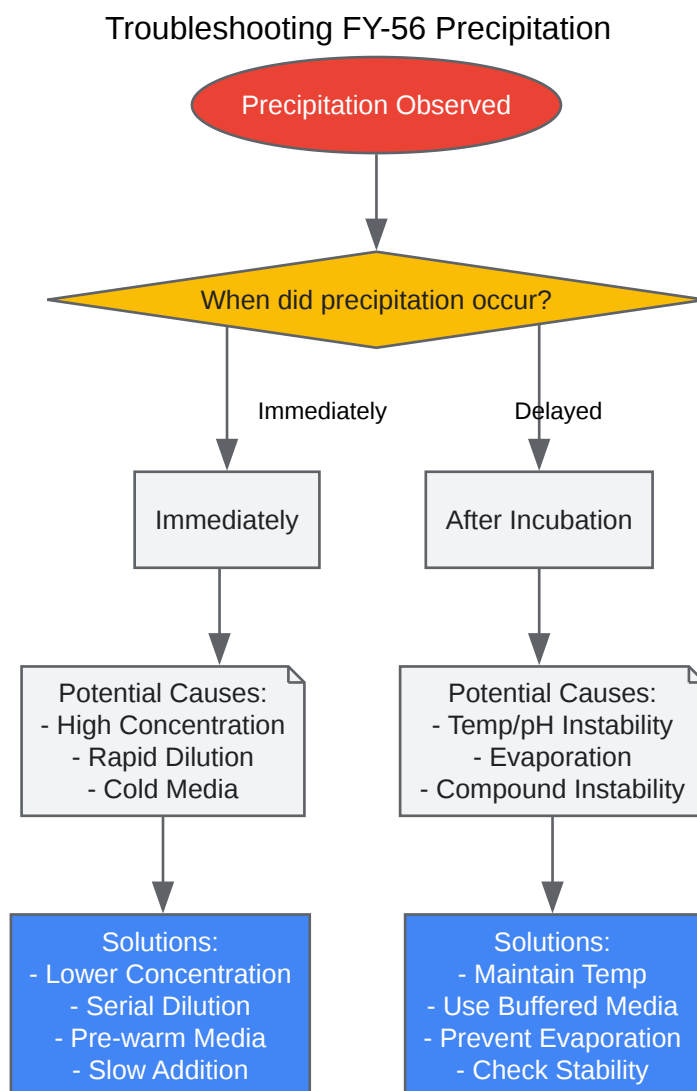 Troubleshooting FY-56 Precipitation
Precipitation Observed
When did precipitation occur?
Immediately
Delayed
Immediately
After Incubation
Potential Causes:
- High Concentration
- Rapid Dilution
- Cold Media
Potential Causes:
- Temp/pH Instability
- Evaporation
- Compound Instability
Solutions:
- Lower Concentration
- Serial Dilution
- Pre-warm Media
- Slow Addition
Solutions:
- Maintain Temp
- Use Buffered Media
- Prevent Evaporation
- Check Stability